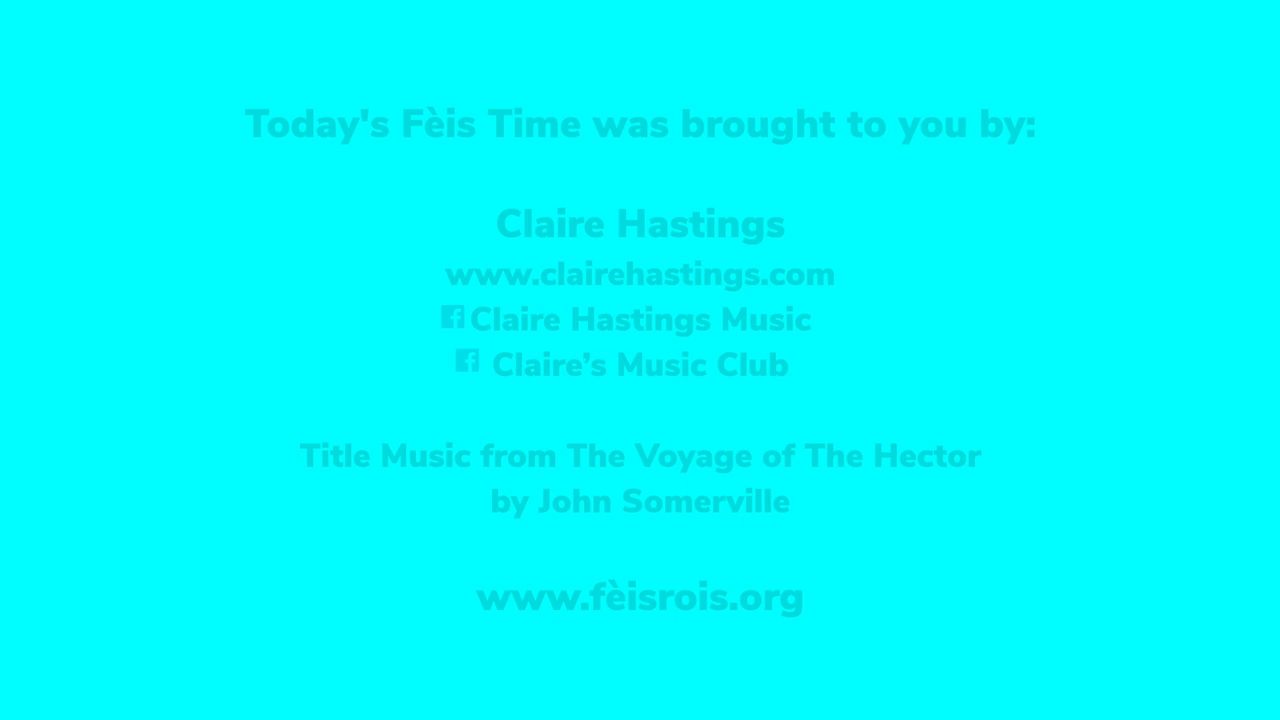 Today's Fèis Time was brought to you by:
Claire Hastings
www.clairehastings.com
Claire Hastings Music
Claire’s Music Club
Title Music from The Voyage of The Hector
by John Somerville
www.fèisrois.org